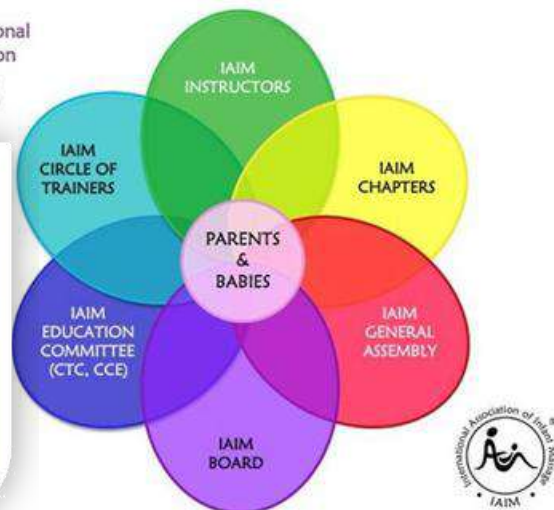 onal
on
IAIM
INSTRUCTORS
IAIM
CIRCLE OF
TRAINERS
IAIM
CHAPTERS
PARENTS
&
BABIES
IAIM
EDUCATION
COMMITTEE
(CTC, CCE)
IAIM
GENERAL
ASSEMBLY
IAIM
BOARD
International Association of Infant Massage
®
• IAIM •